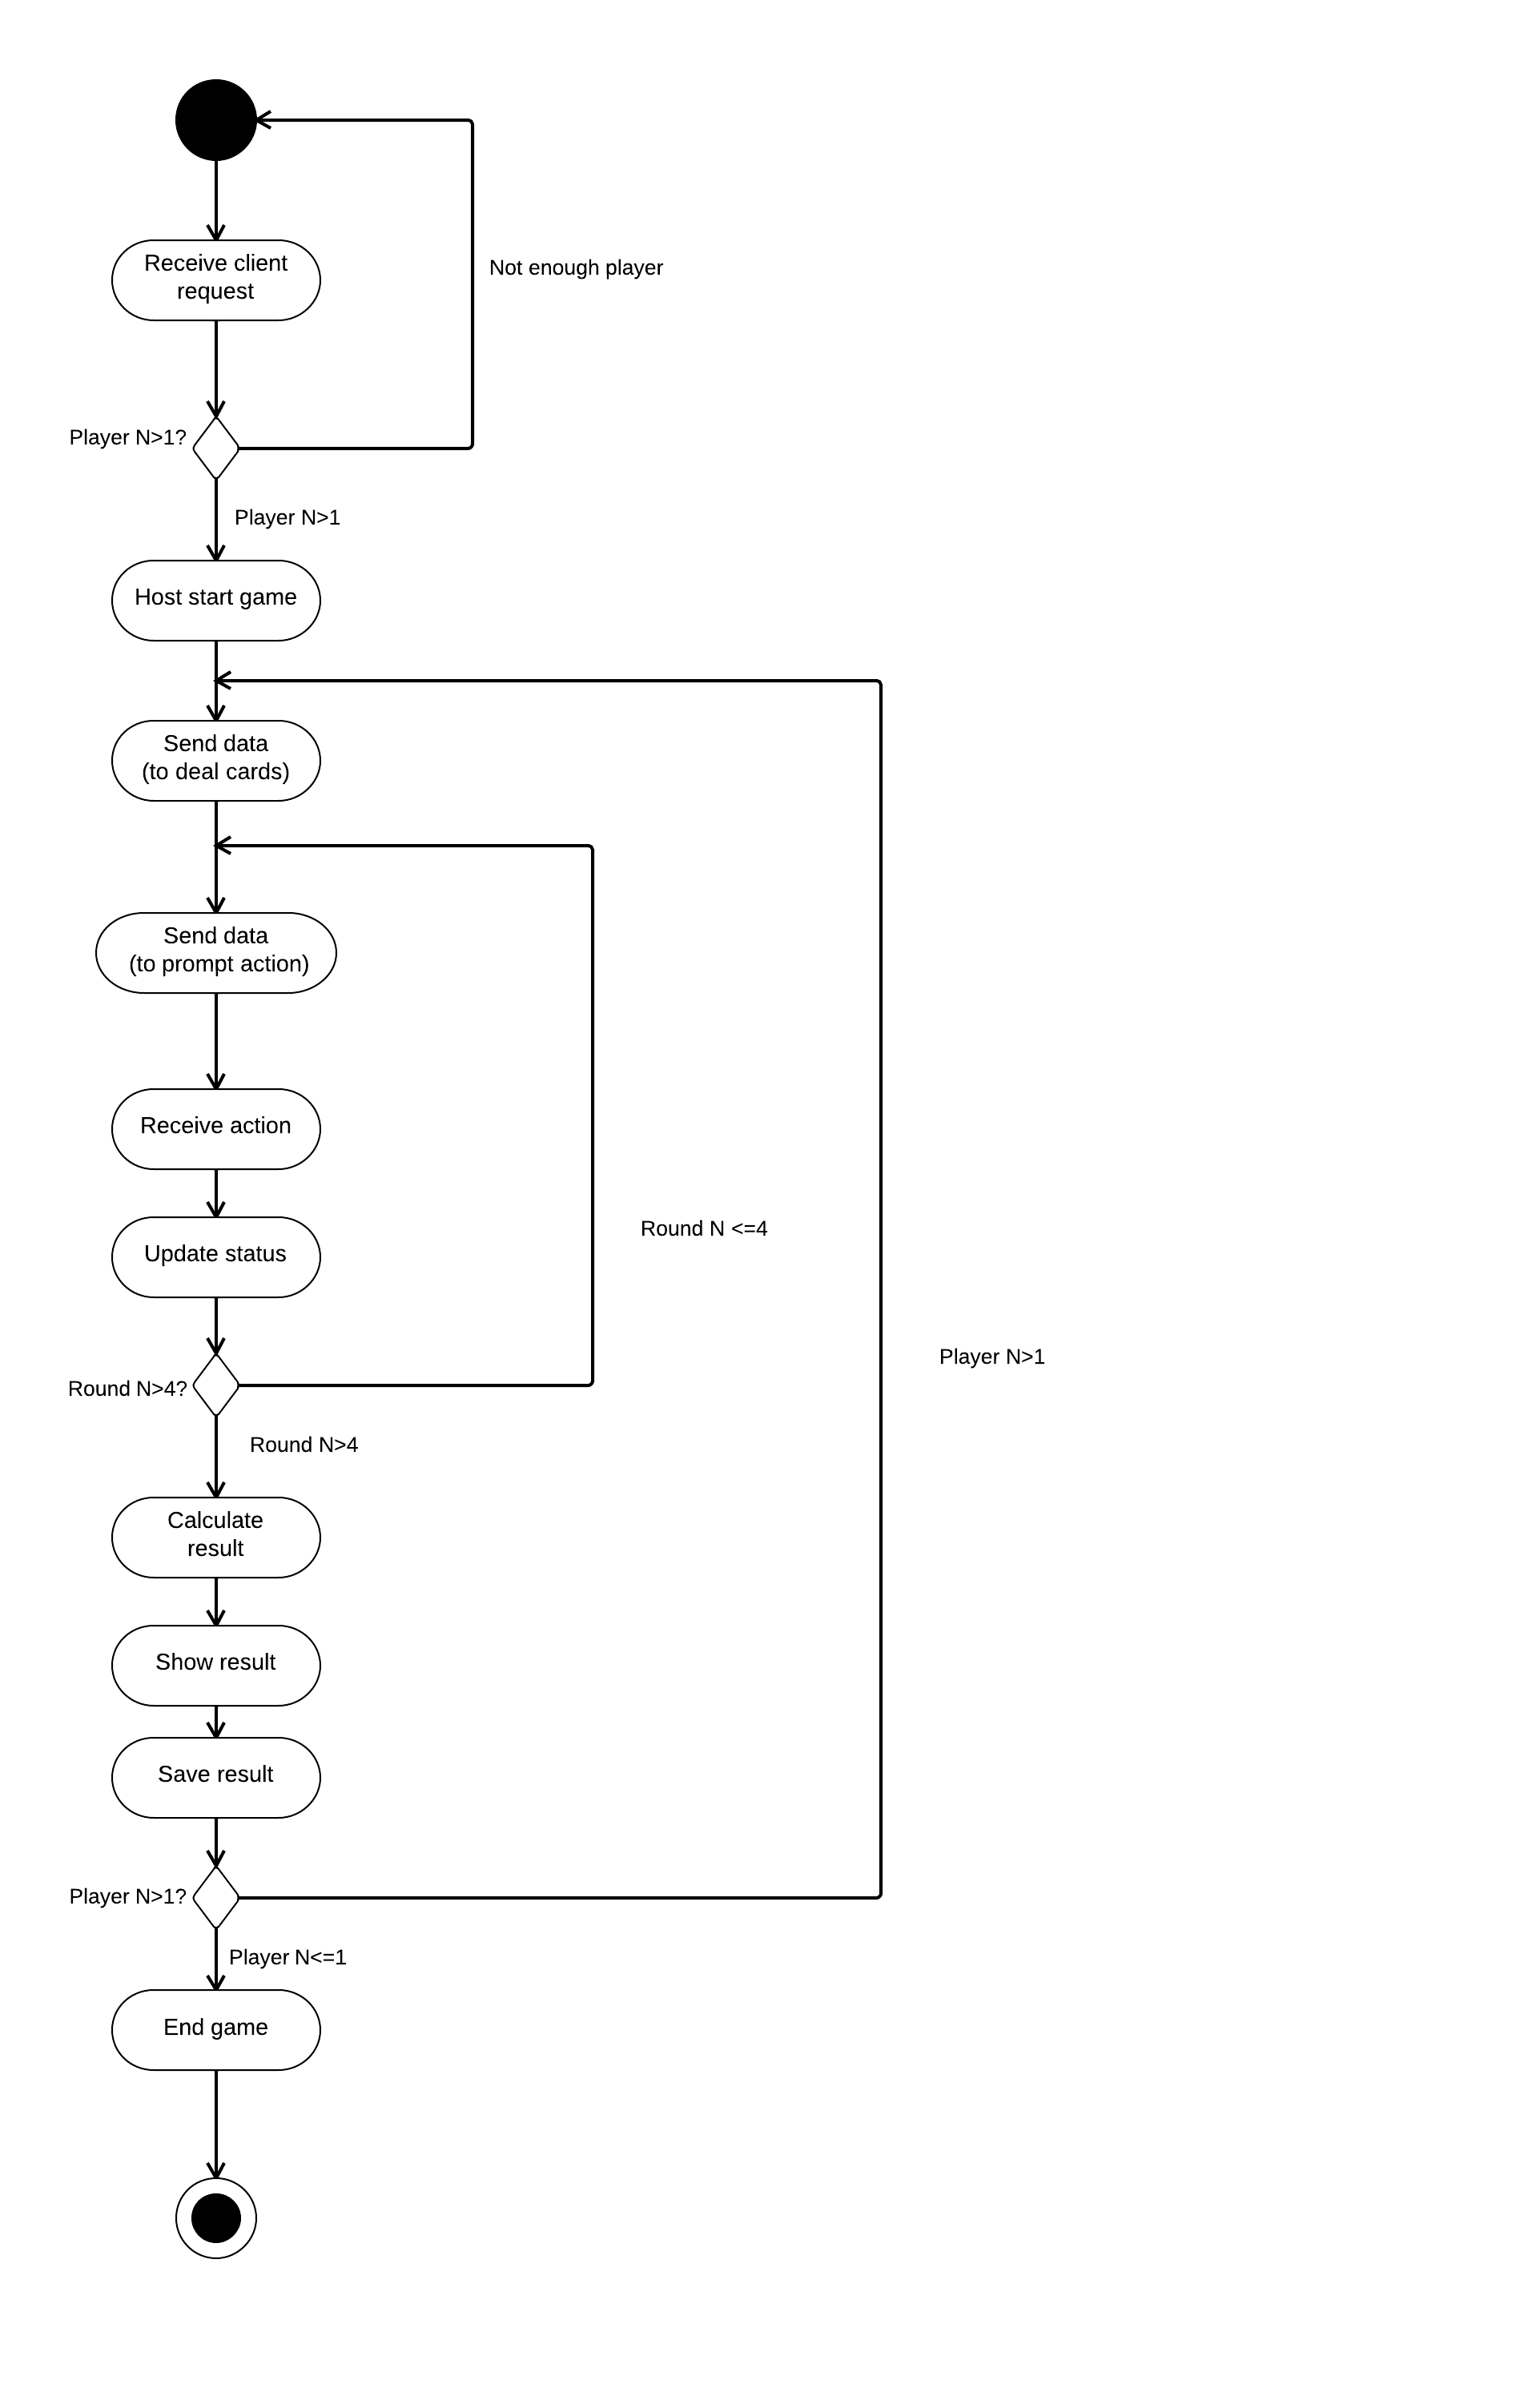 Receive client
request
Not enough player
Player N>1?
Player N>1
Host start game
Send data
(to deal cards)
Send data
(to prompt action)
Receive action
Update status
Round N <=4
Player N>1
Round N>4?
Round N>4
Calculate
result
Show result
Save result
Player N>1?
Player N<=1
End game